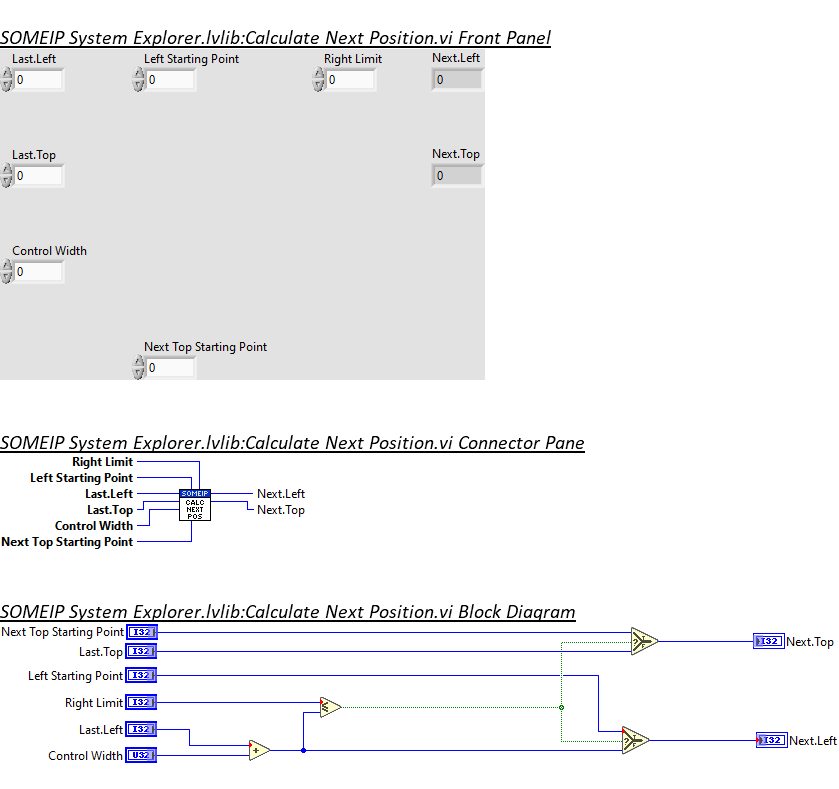 SOMEIP System Explorer.lvlib:Calculate Next Position.vi Front Panel
Last.Left Left Starting Point Right Limit Next.Left
0 0 0 0
Last.Top Next.Top
0 0
Control Width
0
Next Top Starting Point
0
SOMEIP System Explorer.lvlib:Calculate Next Position.vi Connector Pane
Right Limit
Left Starting Point
Last.Left SOMEIP Next.Left
Last.Top CALC Next.Top
NEXT
Control Width POS
Next Top Starting Point
SOMEIP System Explorer.lvlib:Calculate Next Position.vi Block Diagram
Next Top Starting Point I32 T ? F I32 Next.Top
Last.Top I32
Left Starting Point I32
Right Limit I32 ≤
Last.Left I32 T ? F I32 Next.Left
Control Width U32 +